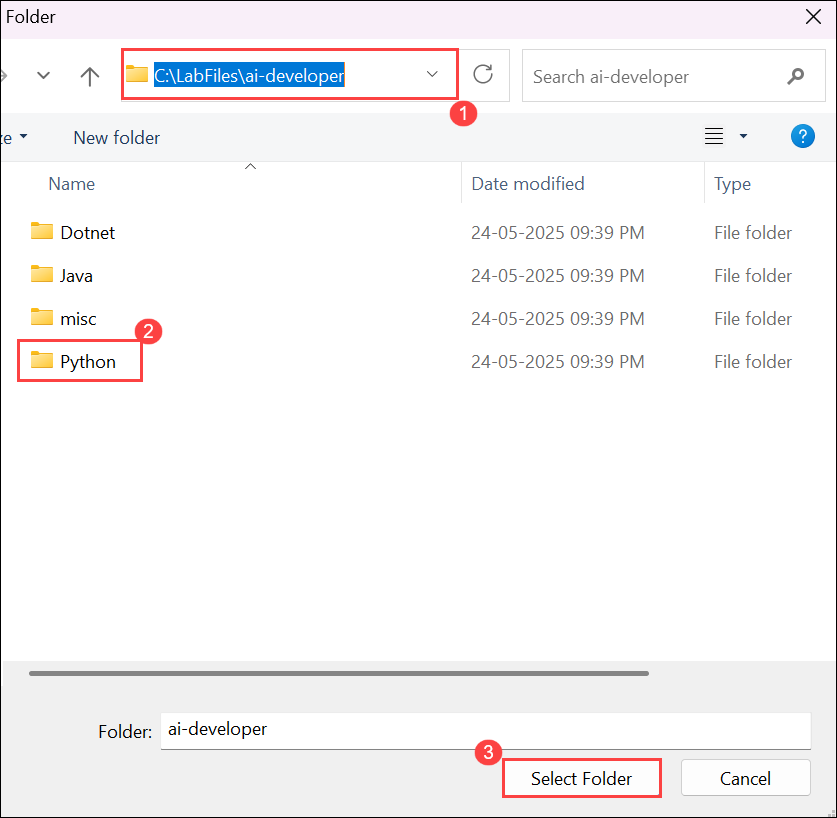 Folder
C:\LabFiles\ai-developer
Search ai-developer
1
ze
New folder
?
Name
Date modified
Type
Dotnet
24-05-2025 09:39 PM
File folder
Java
24-05-2025 09:39 PM
File folder
misc
24-05-2025 09:39 PM
File folder
2
Python
24-05-2025 09:39 PM
File folder
Folder:
ai-developer
3
Select Folder
Cancel